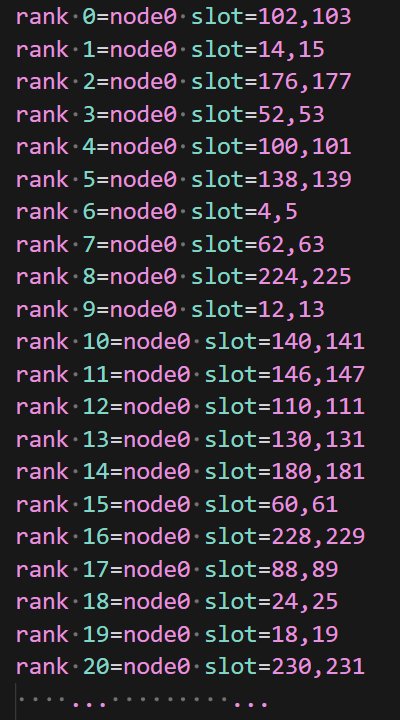 rank 0=node0 slot=102,103
rank 1=node0 slot=14,15
rank 2=node0 slot=176,177
rank 3=node0 slot=52,53
rank 4=node0 slot=100,101
rank 5=node0 slot=138,139
rank 6=node0 slot=4,5
rank 7=node0 slot=62,63
rank 8=node0 slot=224,225
rank 9=node0 slot=12,13
rank 10=node0 slot=140,141
rank 11=node0 slot=146,147
rank 12=node0 slot=110,111
rank 13=node0 slot=130,131
rank 14=node0 slot=180,181
rank 15=node0 slot=60,61
rank 16=node0 slot=228,229
rank 17=node0 slot=88,89
rank 18=node0 slot=24,25
rank 19=node0 slot=18,19
rank 20=node0 slot=230,231
    ...         ...